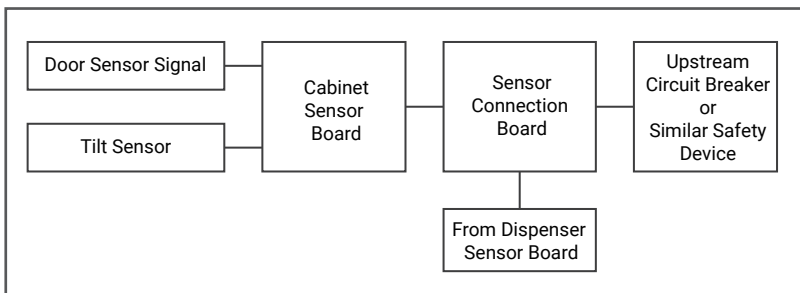 Door Sensor Signal
Tilt Sensor
Cabinet
Sensor
Board
Sensor
Connection
Board
Upstream
Circuit Breaker
or
Similar Safety
Device
From Dispenser
Sensor Board